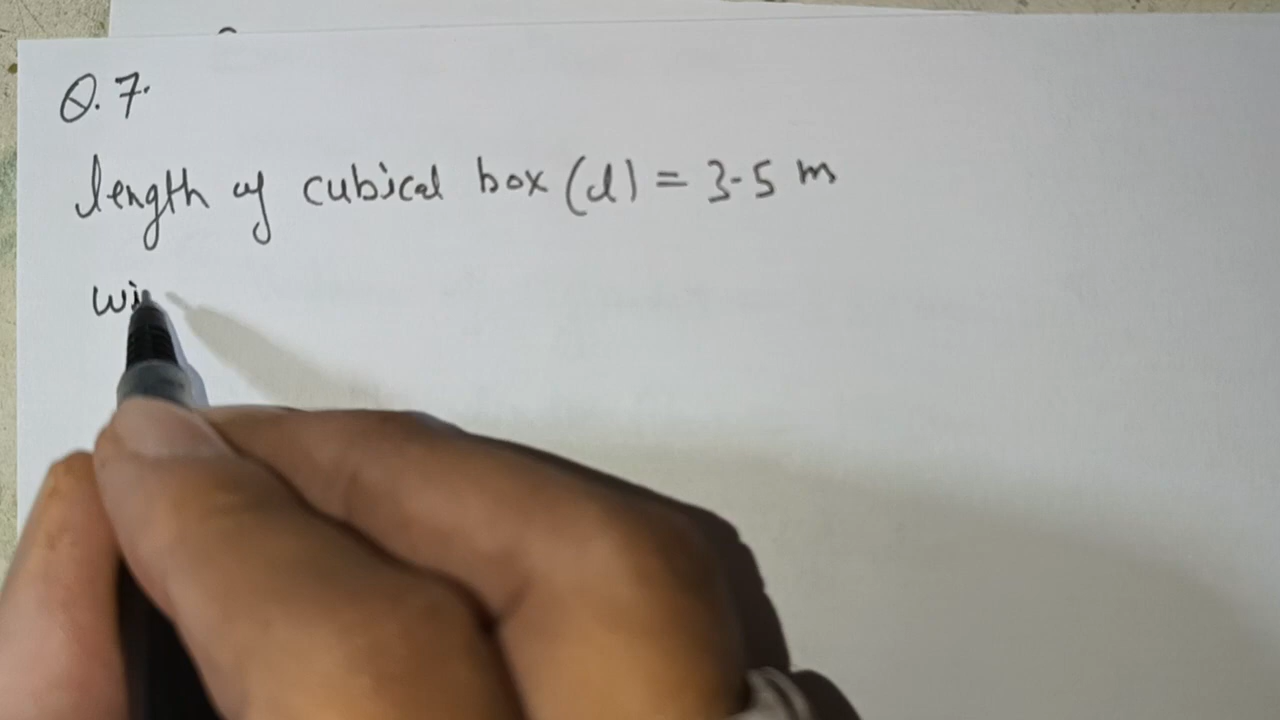 Q. 7.
length of cubical box (l) = 3.5 m
wi